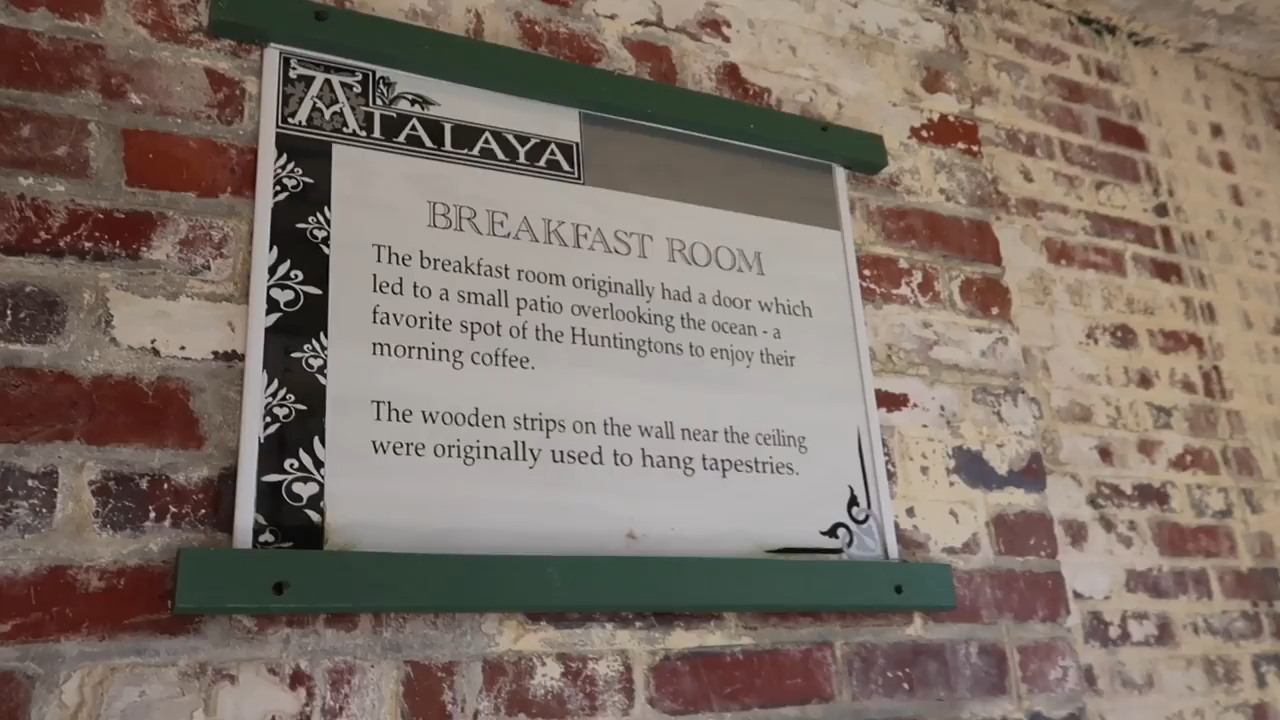 ATALAYA
BREAKFAST ROOM
The breakfast room originally had a door which
led to a small patio overlooking the ocean - a
favorite spot of the Huntingtons to enjoy their
morning coffee.
The wooden strips on the wall near the ceiling
were originally used to hang tapestries.